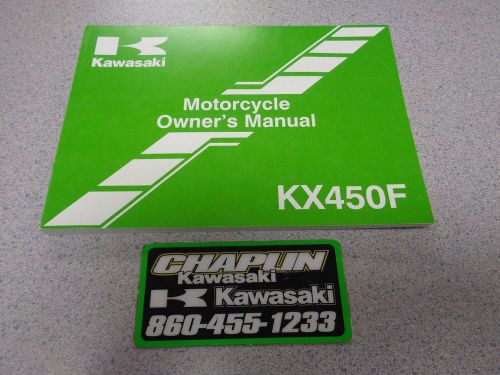 Kawasaki
Motorcycle
Owner's Manual
KX450F
CHAPLIN
Kawasaki
Kawasaki
860-455-1233